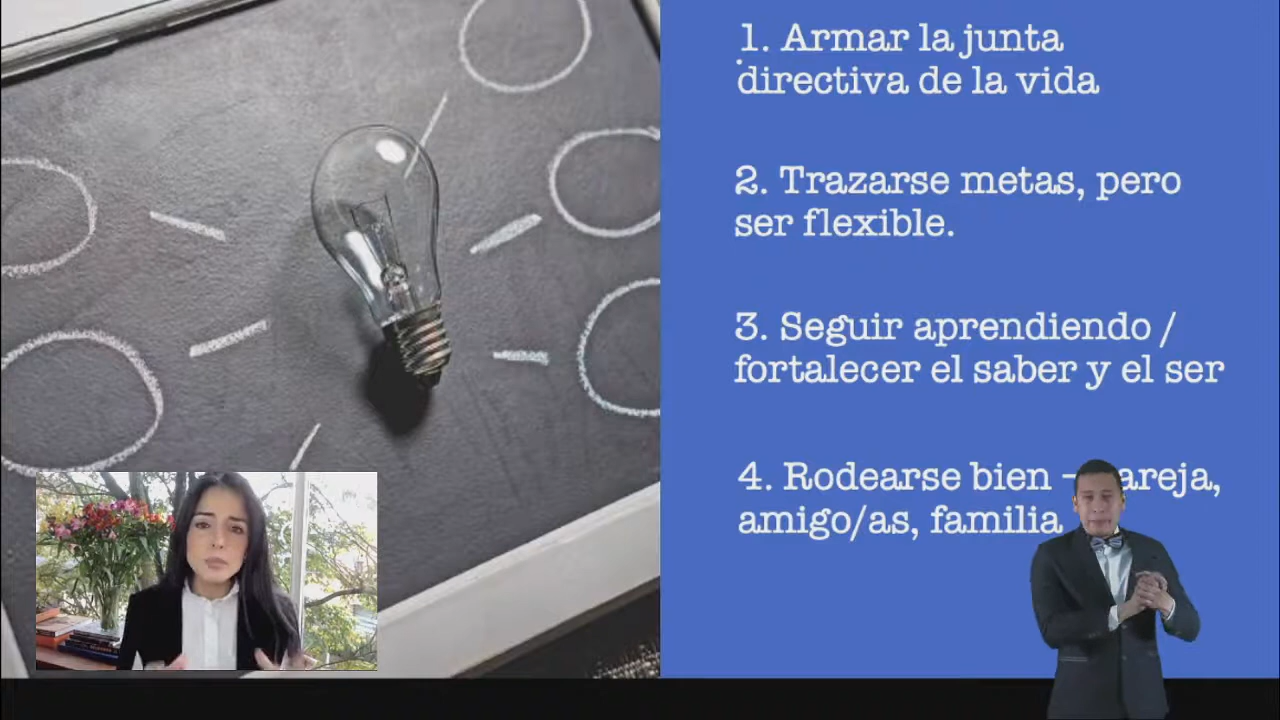 1. Armar la junta
directiva de la vida
2. Trazarse metas, pero
ser flexible.
3. Seguir aprendiendo /
fortalecer el saber y el ser
4. Rodearse bien -
amigo/as, familia